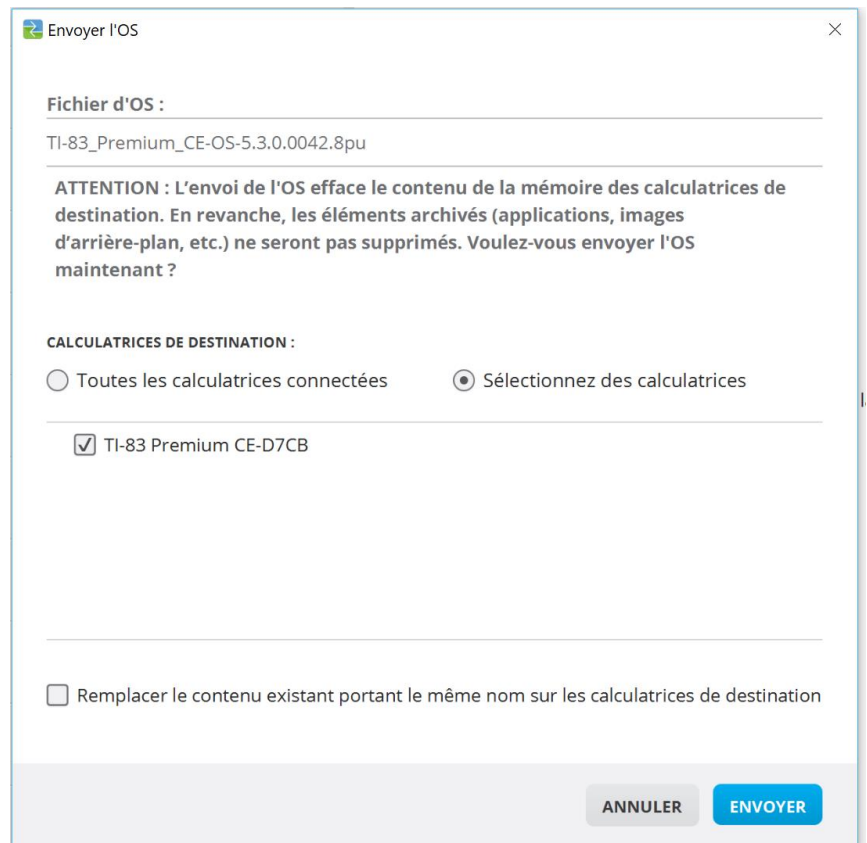 Envoyer l'OS
Fichier d'OS :
TI-83_Premium_CE-OS-5.3.0.0042.8pu
ATTENTION : L’envoi de l'OS efface le contenu de la mémoire des calculatrices de
destination. En revanche, les éléments archivés (applications, images
d’arrière-plan, etc.) ne seront pas supprimés. Voulez-vous envoyer l'OS
maintenant ?
CALCULATRICES DE DESTINATION :
Toutes les calculatrices connectées Sélectionnez des calculatrices
TI-83 Premium CE-D7CB
Remplacer le contenu existant portant le même nom sur les calculatrices de destination
ANNULER ENVOYER